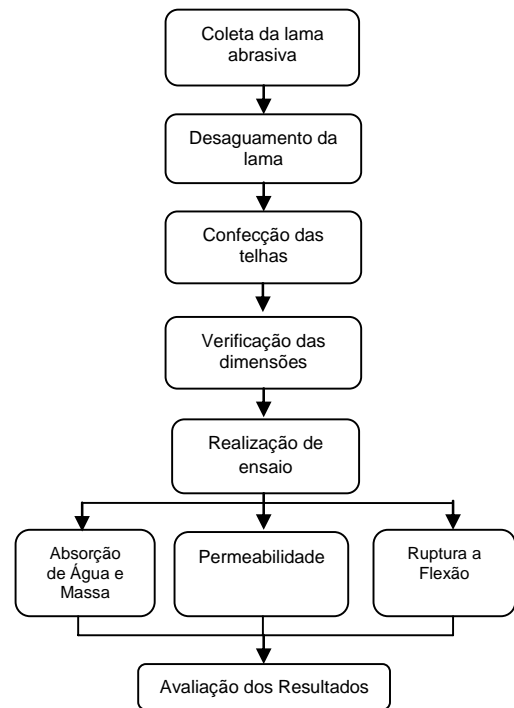 Coleta da lama
abrasiva
Desaguamento da
lama
Confecção das
telhas
Verificação das
dimensões
Realização de
ensaio
Absorção
de Água e
Massa
Permeabilidade
Ruptura a
Flexão
Avaliação dos Resultados